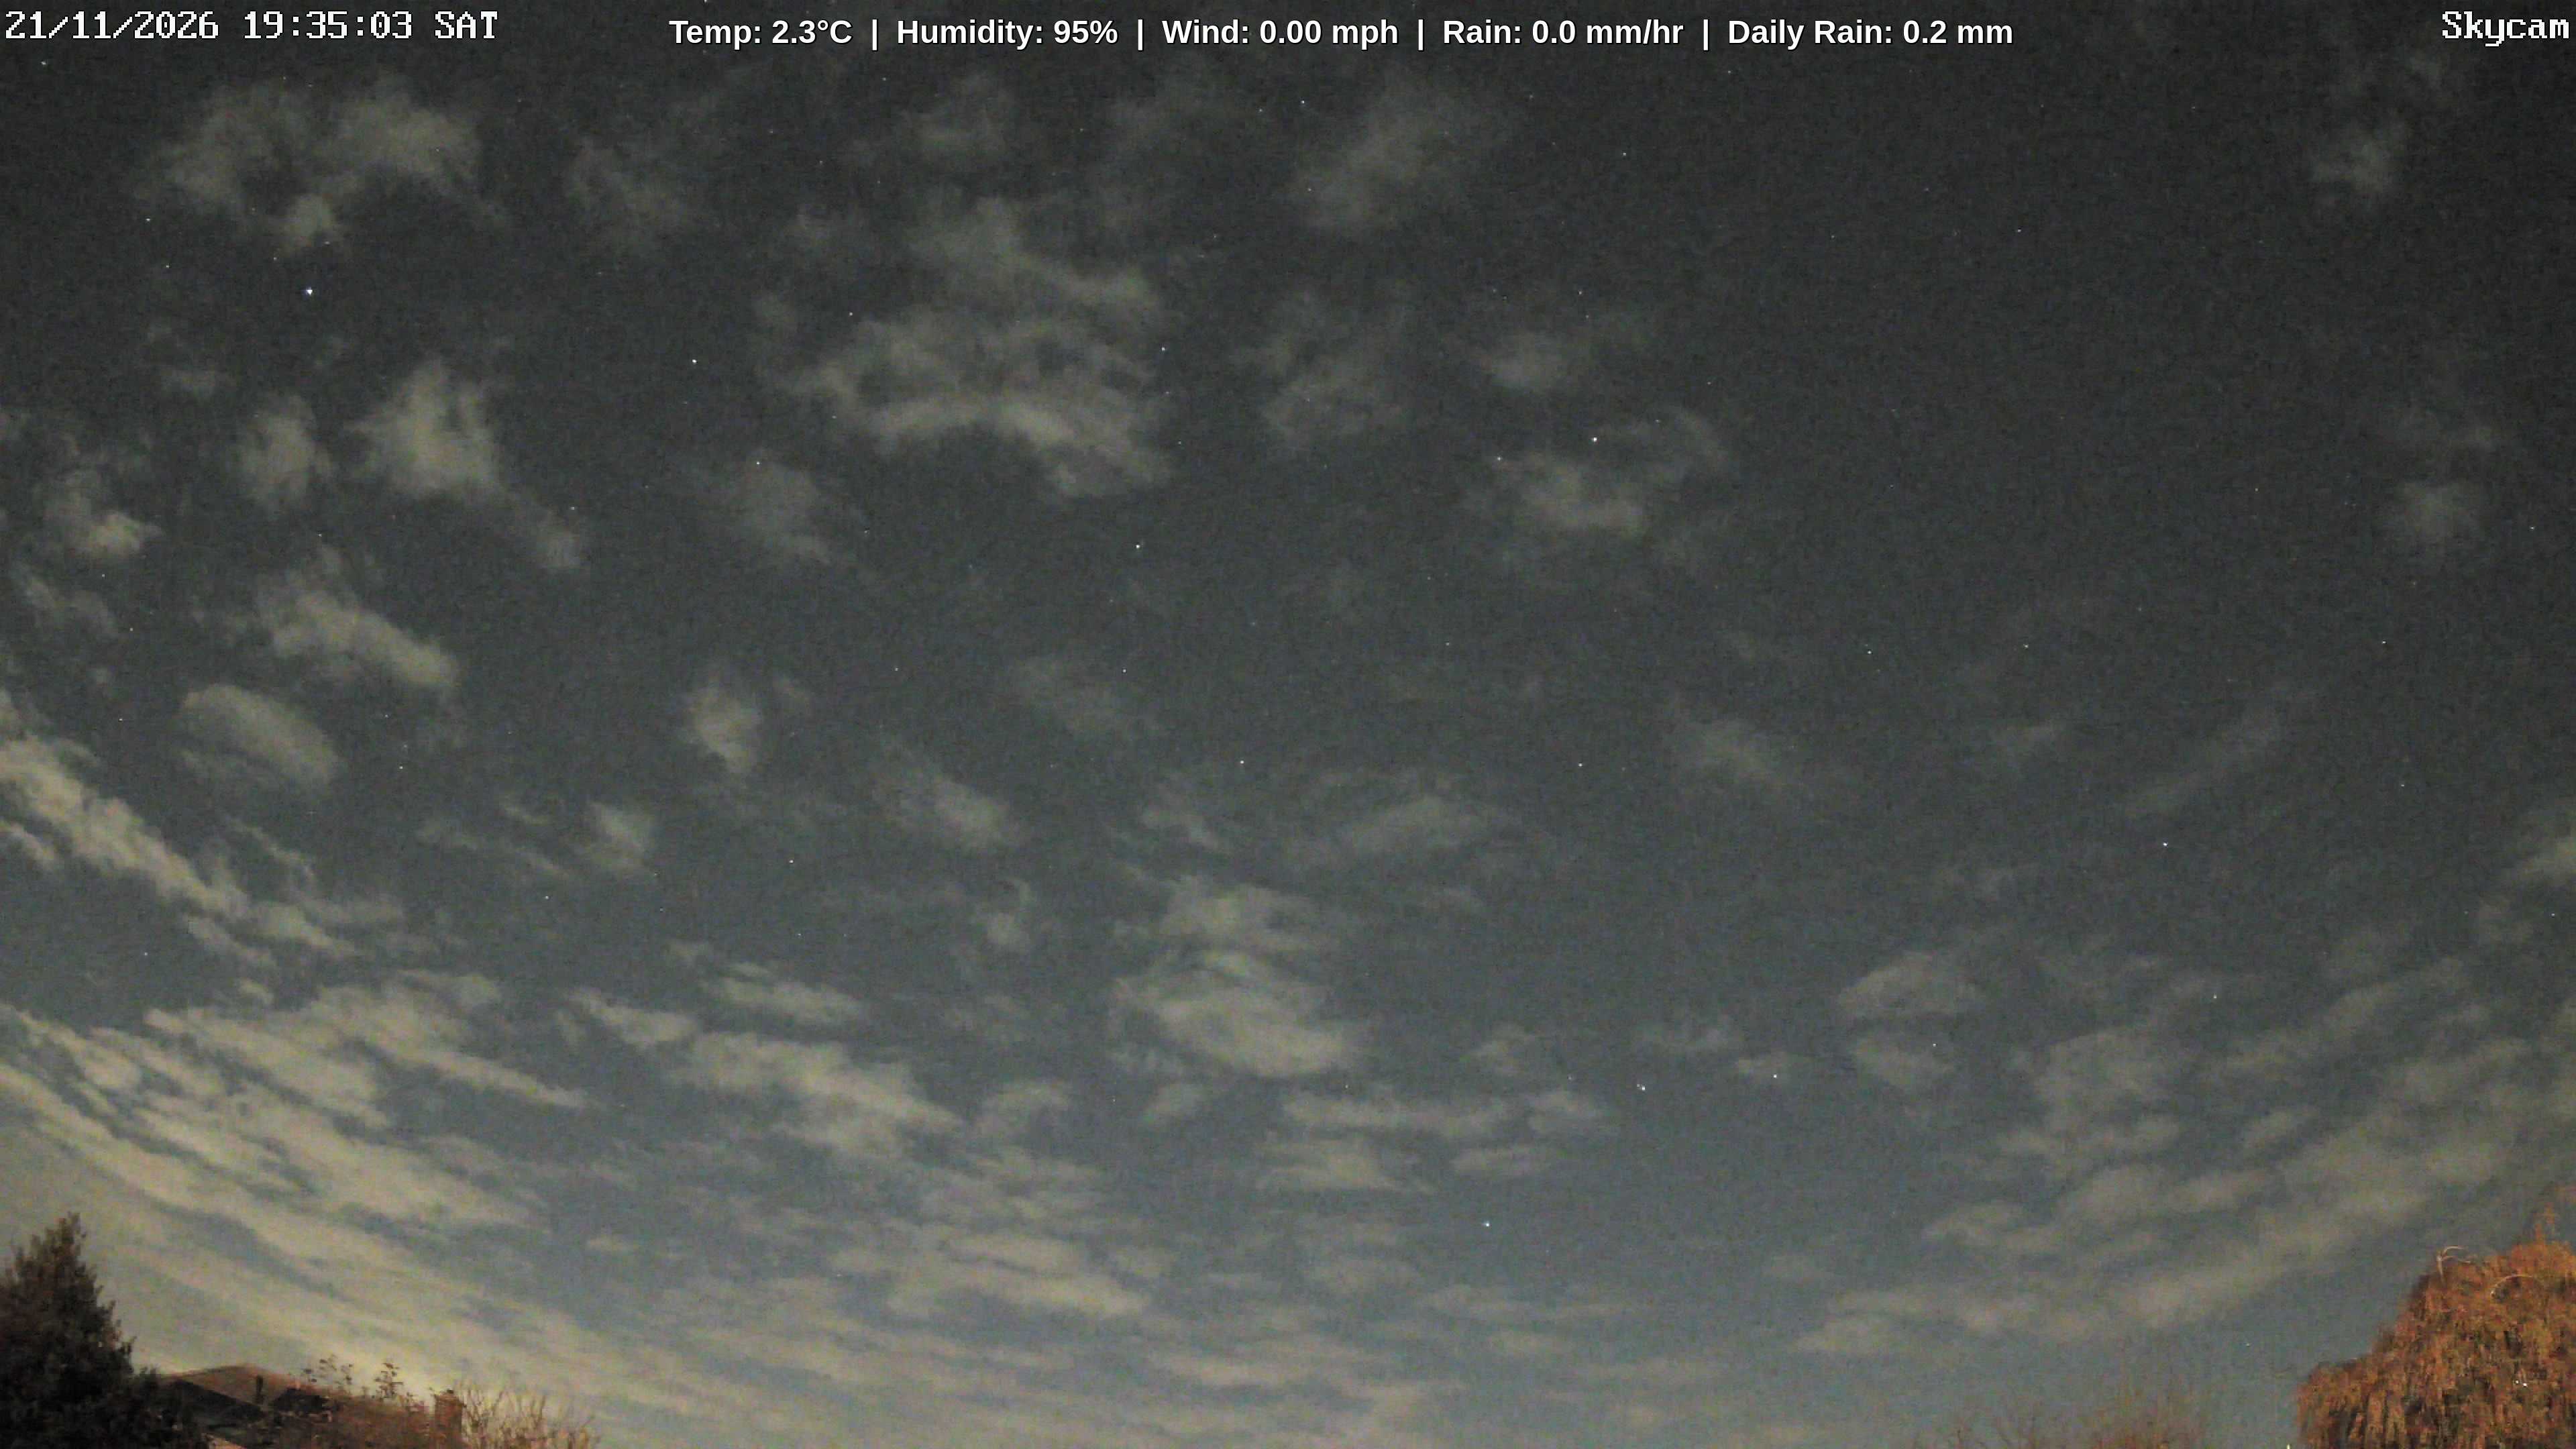 21/11/2026 19:35:03 SAT
Temp: 2.3°C | Humidity: 95% | Wind: 0.00 mph | Rain: 0.0 mm/hr | Daily Rain: 0.2 mm
Skycam